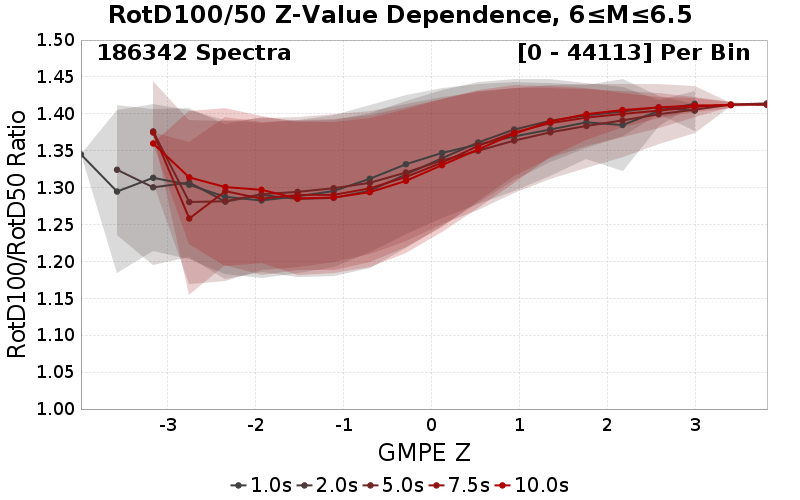 RotD100/50 Z-Value Dependence, 6≤M≤6.5
186342 Spectra
[0 - 44113] Per Bin
RotD100/RotD50 Ratio
1.50
1.45
1.40
1.35
1.30
1.25
1.20
1.15
1.10
1.05
1.00
-3 -2 -1 0 1 2 3
GMPE Z
1.0s 2.0s 5.0s 7.5s 10.0s